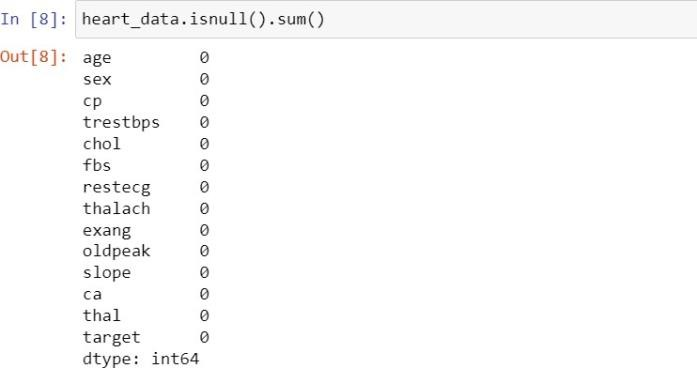 In [8]: heart_data.isnull().sum()
Out[8]: age 0
sex 0
cp 0
trestbps 0
chol 0
fbs 0
restecg 0
thalach 0
exang 0
oldpeak 0
slope 0
ca 0
thal 0
target 0
dtype: int64